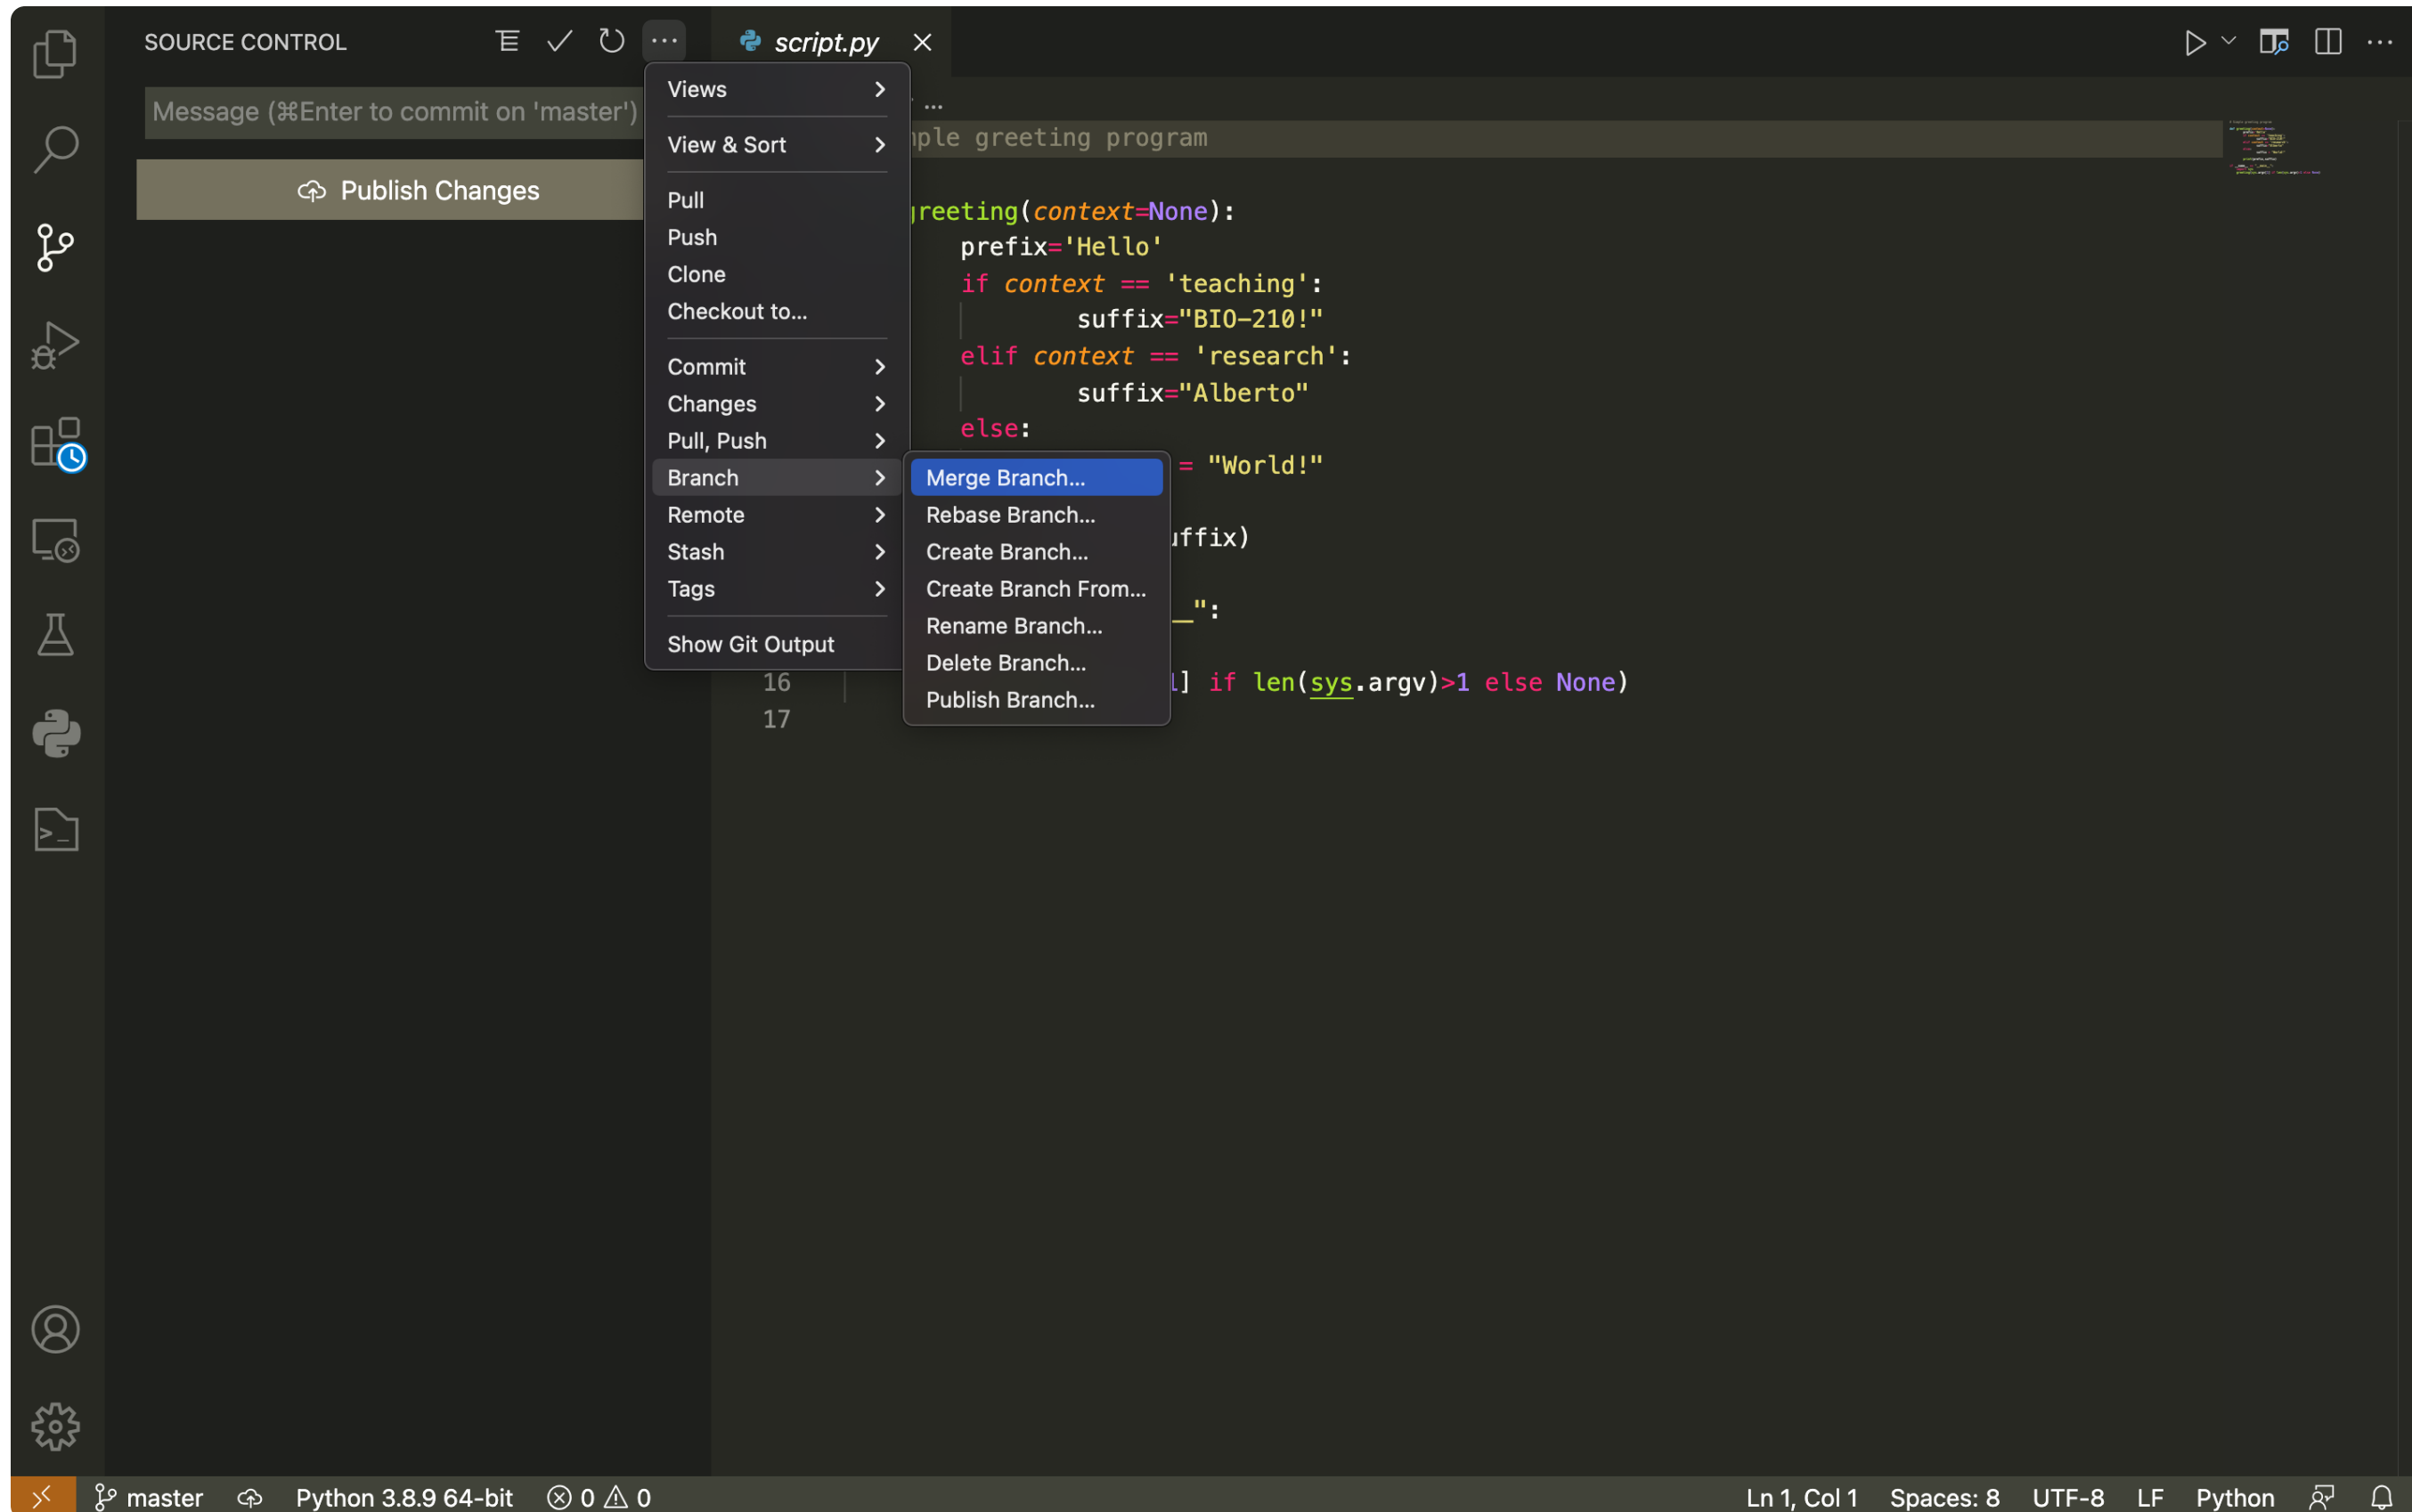 SOURCE CONTROL
script.py
Message (⌘Enter to commit on 'master')
Publish Changes
Views
View & Sort
Pull
Push
Clone
Checkout to...
Commit
Changes
Pull, Push
Branch
Remote
Stash
Tags
Show Git Output
Merge Branch...
Rebase Branch...
Create Branch...
Create Branch From...
Rename Branch...
Delete Branch...
Publish Branch...
...
mple greeting program
greeting(context=None):
prefix='Hello'
if context == 'teaching':
suffix="BIO-210!"
elif context == 'research':
suffix="Alberto"
else:
= "World!"
uffix)
__":
16 1] if len(sys.argv)>1 else None)
17
master
Python 3.8.9 64-bit
0
0
Ln 1, Col 1
Spaces: 8
UTF-8
LF
Python